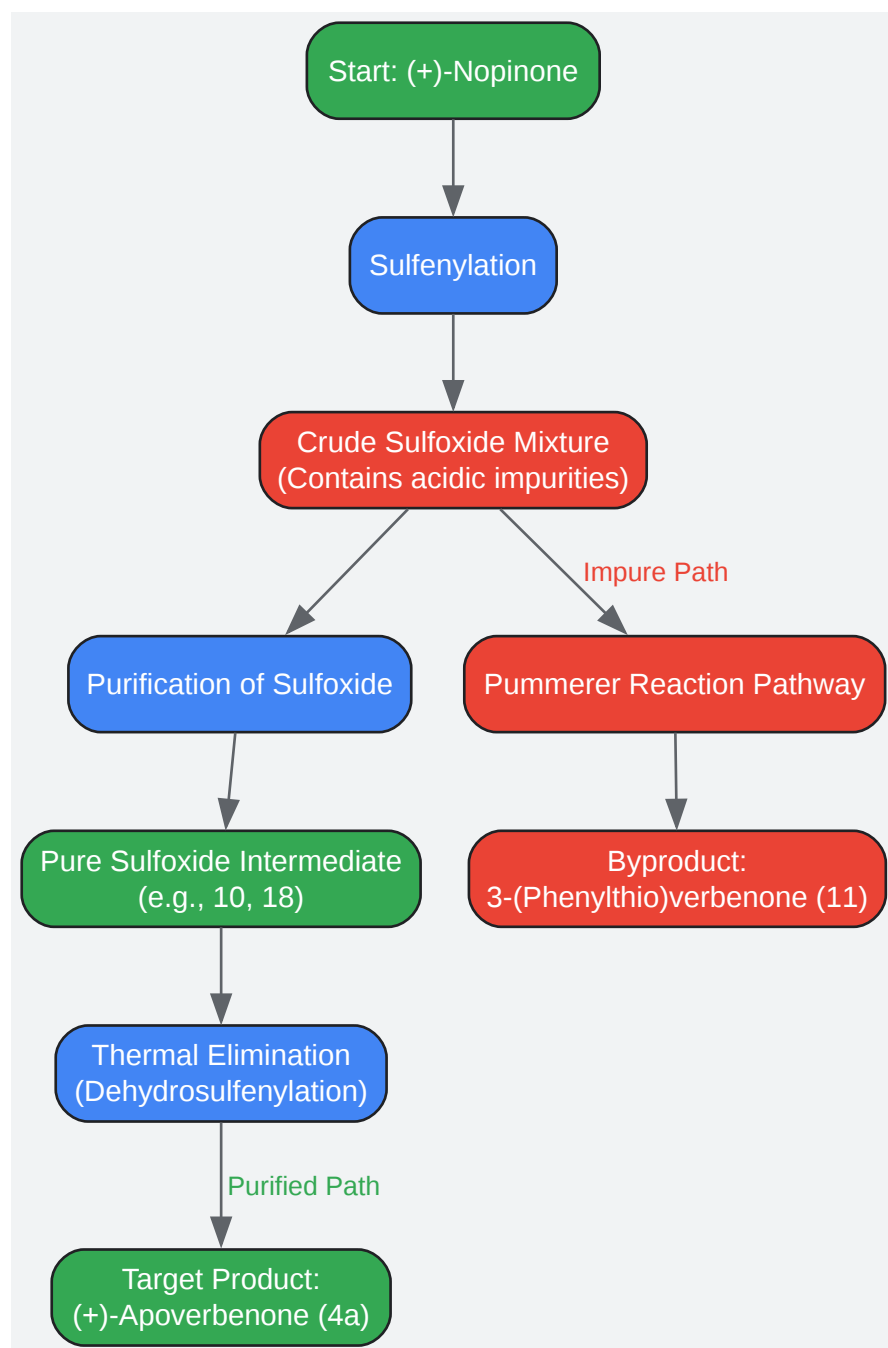 Start: (+)-Nopinone
Sulfenylation
Crude Sulfoxide Mixture
(Contains acidic impurities)
Impure Path
Purification of Sulfoxide
Pummerer Reaction Pathway
Pure Sulfoxide Intermediate
(e.g., 10, 18)
Byproduct:
3-(Phenylthio)verbenone (11)
Thermal Elimination
(Dehydrosulfenylation)
Purified Path
Target Product:
(+)-Apoverbenone (4a)